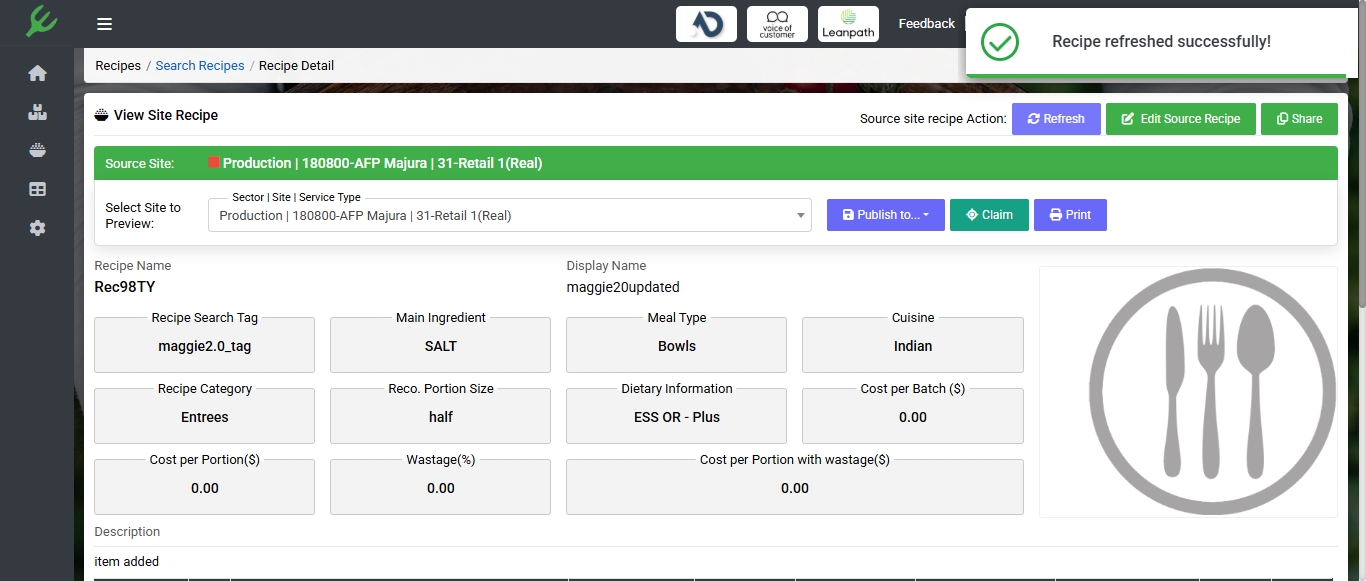 voice of
customer
Leanpath
Feedback
Recipe refreshed successfully!
Recipes / Search Recipes / Recipe Detail
View Site Recipe
Source site recipe Action:
Refresh
Edit Source Recipe
Share
Source Site:
Production | 180800-AFP Majura | 31-Retail 1(Real)
Select Site to
Preview:
Sector | Site | Service Type
Production | 180800-AFP Majura | 31-Retail 1(Real)
Publish to...
Claim
Print
Recipe Name
Rec98TY
Display Name
maggie20updated
Recipe Search Tag
maggie2.0_tag
Main Ingredient
SALT
Meal Type
Bowls
Cuisine
Indian
Recipe Category
Entrees
Reco. Portion Size
half
Dietary Information
ESS OR - Plus
Cost per Batch ($)
0.00
Cost per Portion($)
0.00
Wastage(%)
0.00
Cost per Portion with wastage($)
0.00
Description
item added